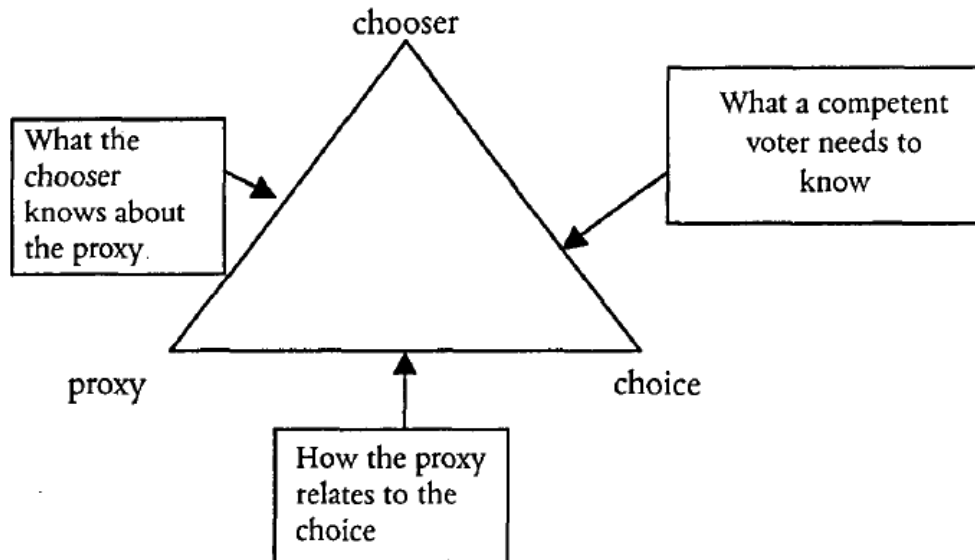 chooser
What the
chooser
knows about
the proxy.
What a competent
voter needs to
know
proxy
choice
How the proxy
relates to the
choice